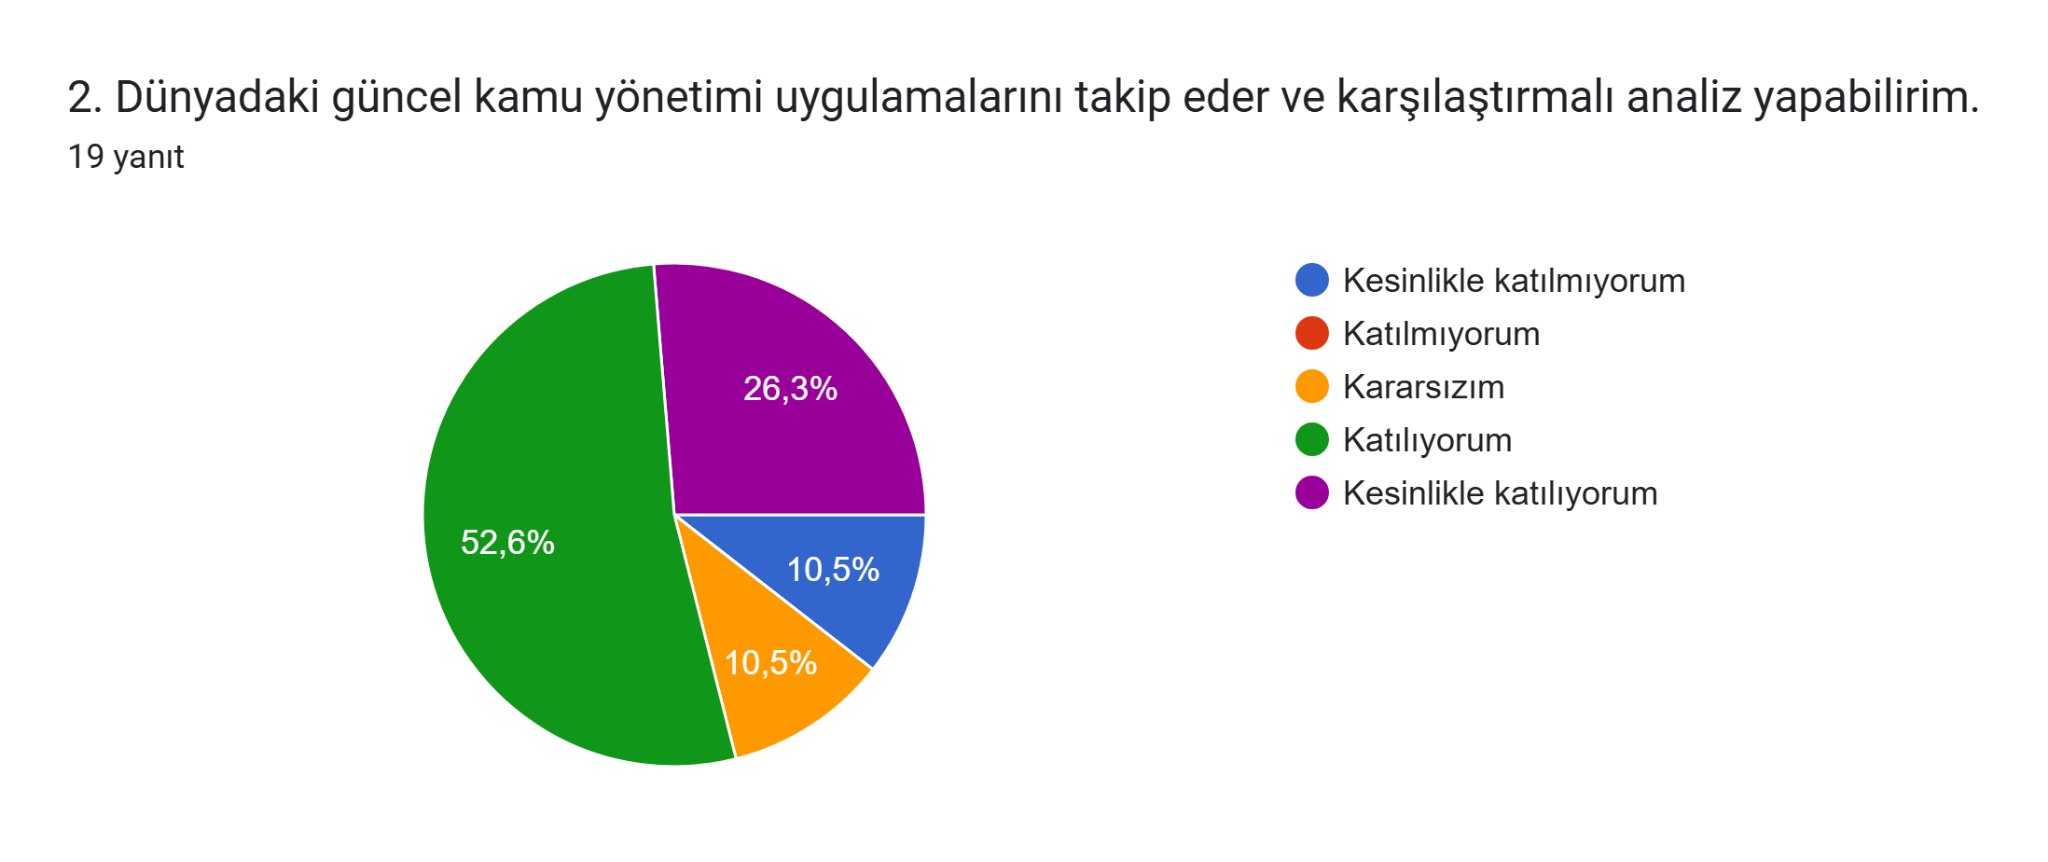 2. Dünyadaki güncel kamu yönetimi uygulamalarını takip eder ve karşılaştırmalı analiz yapabilirim.
19 yanıt
26,3%
52,6%
10,5%
10,5%
Kesinlikle katılmıyorum
Katılmıyorum
Kararsızım
Katılıyorum
Kesinlikle katılıyorum